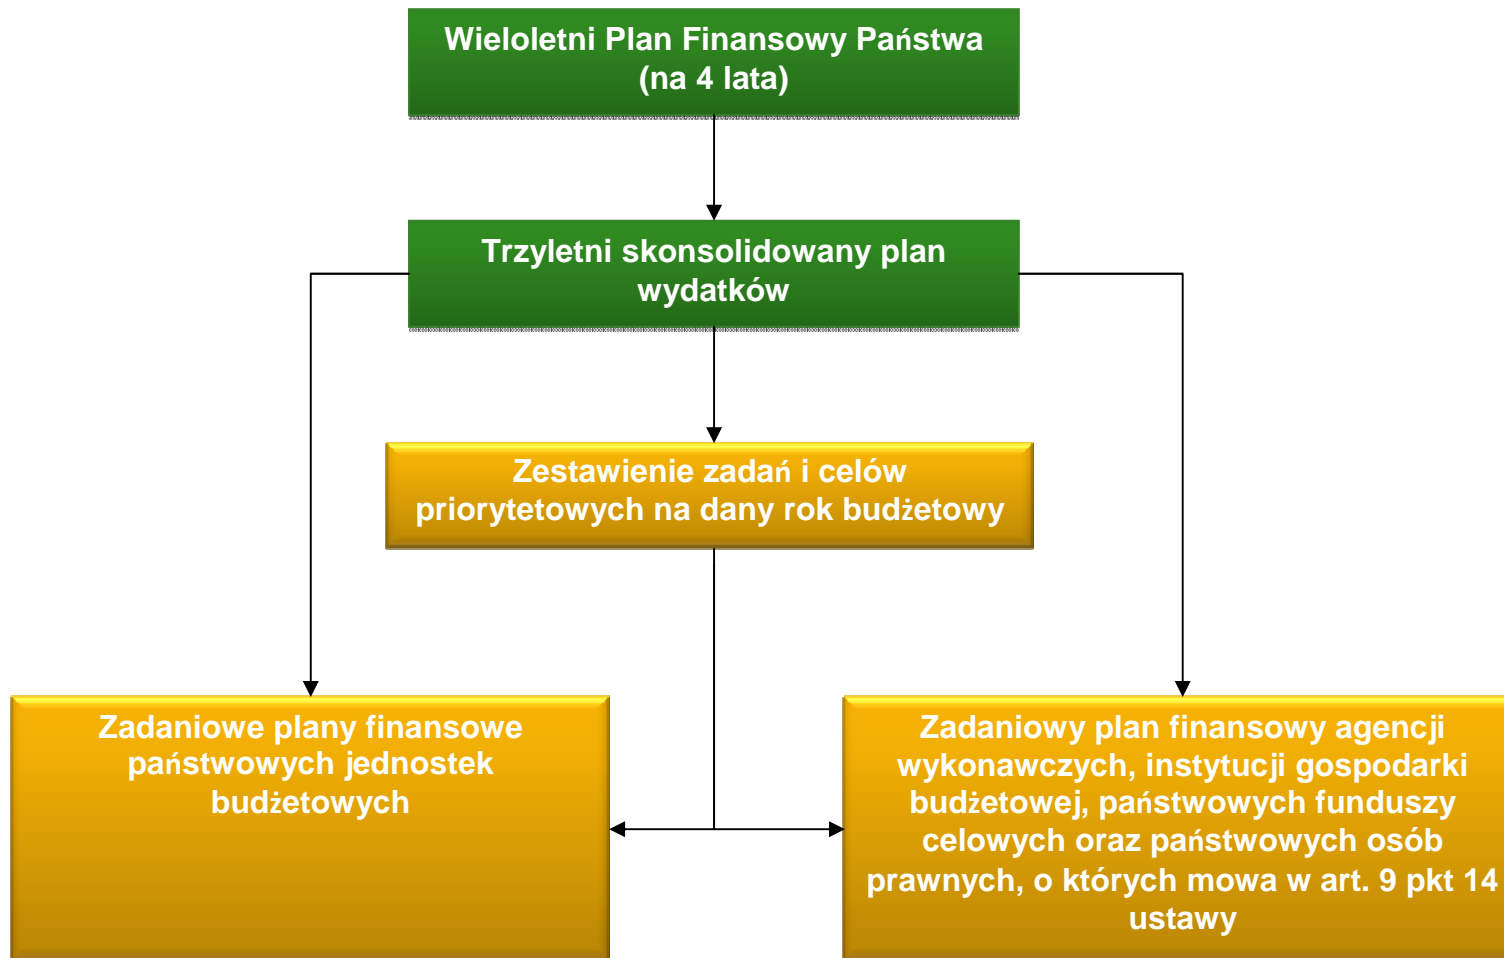 Wieloletni Plan Finansowy Państwa
(na 4 lata)
Trzyletni skonsolidowany plan
wydatków
Zestawienie zadań i celów
priorytetowych na dany rok budżetowy
Zadaniowe plany finansowe
państwowych jednostek
budżetowych
Zadaniowy plan finansowy agencji
wykonawczych, instytucji gospodarki
budżetowej, państwowych funduszy
celowych oraz państwowych osób
prawnych, o których mowa w art. 9 pkt 14
ustawy